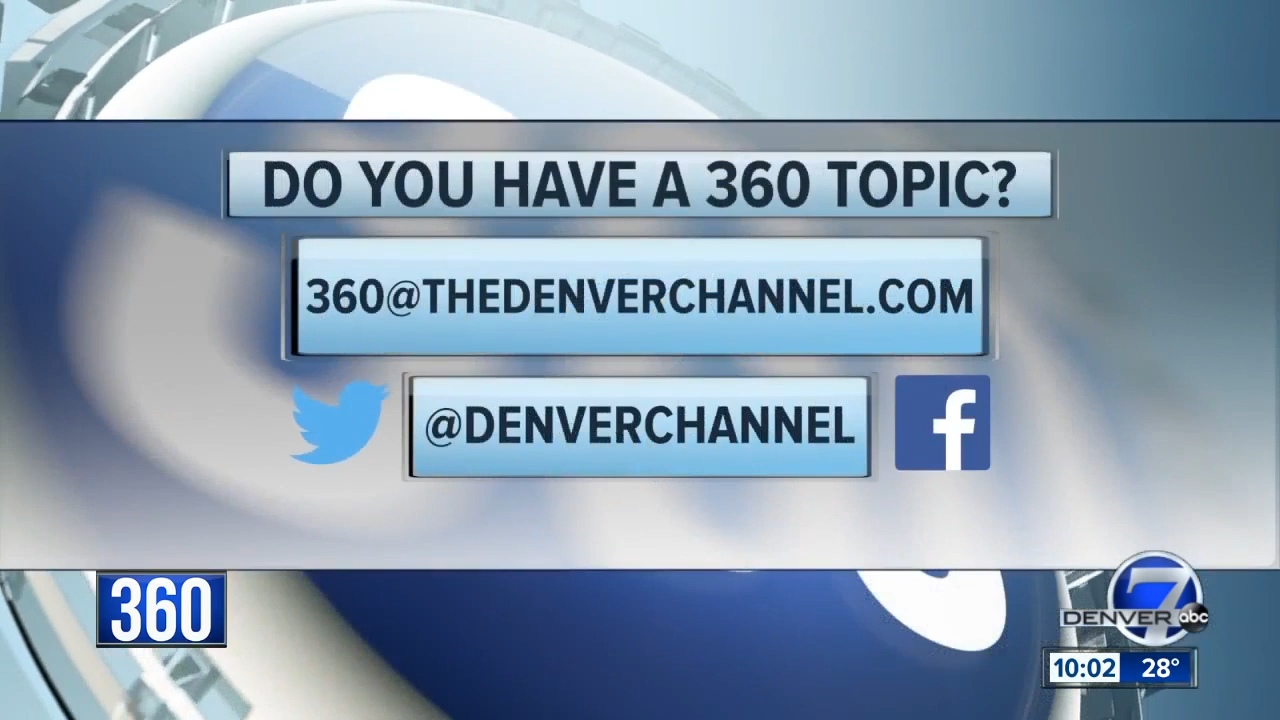 DO YOU HAVE A 360 TOPIC?
360@THEDENVERCHANNEL.COM
@DENVERCHANNEL
f
360
7
DENVER abc
10:02 28°